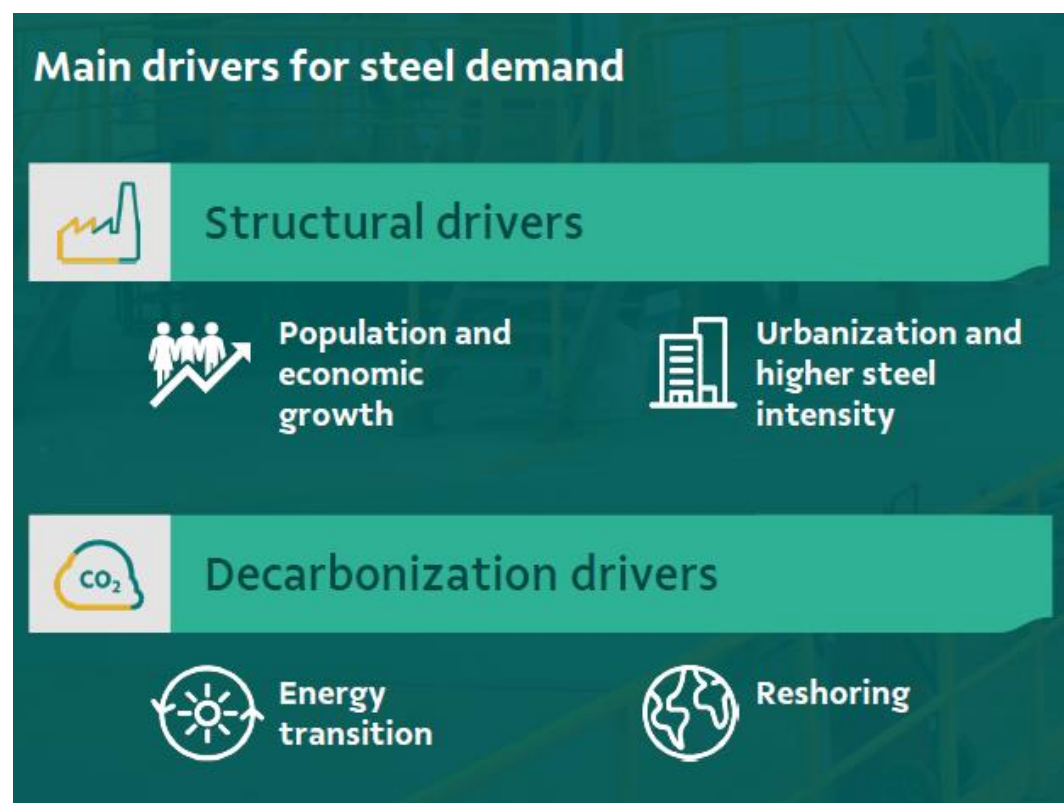 Main drivers for steel demand
Structural drivers
Population and
economic
growth
Urbanization and
higher steel
intensity
CO₂
Decarbonization drivers
Energy
transition
Reshoring